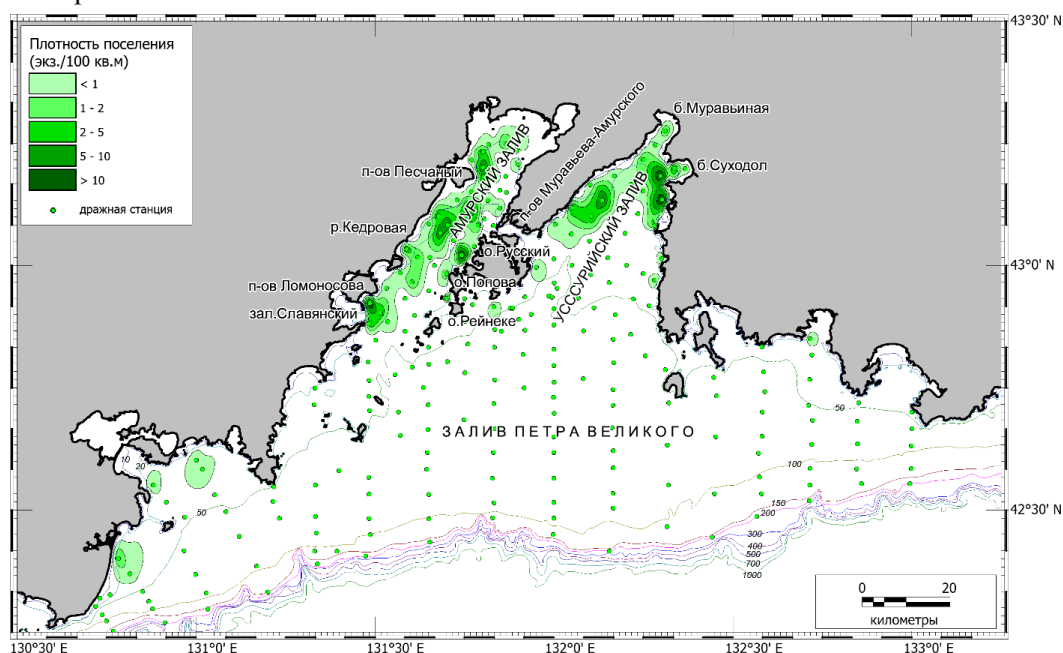 43°30' N
Плотность поселения
(экз./100 кв.м)
< 1
1 - 2
2 - 5
5 - 10
> 10
дражная станция
б.Муравьиная
п-ов Муравьева-Амурского
п-ов Песчаный
АМУРСКИЙ ЗАЛИВ
б.Суходол
р.Кедровая
УСССУРИЙСКИЙ ЗАЛИВ
о.Русский
43°0' N
п-ов Ломоносова
о.Попова
зал.Славянский
о.Рейнеке
50
ЗАЛИВ ПЕТРА ВЕЛИКОГО
10
20
100
50
150
200
42°30' N
300
400
500
700
1000
0 20
километры
130°30' E 131°0' E 131°30' E 132°0' E 132°30' E 133°0' E